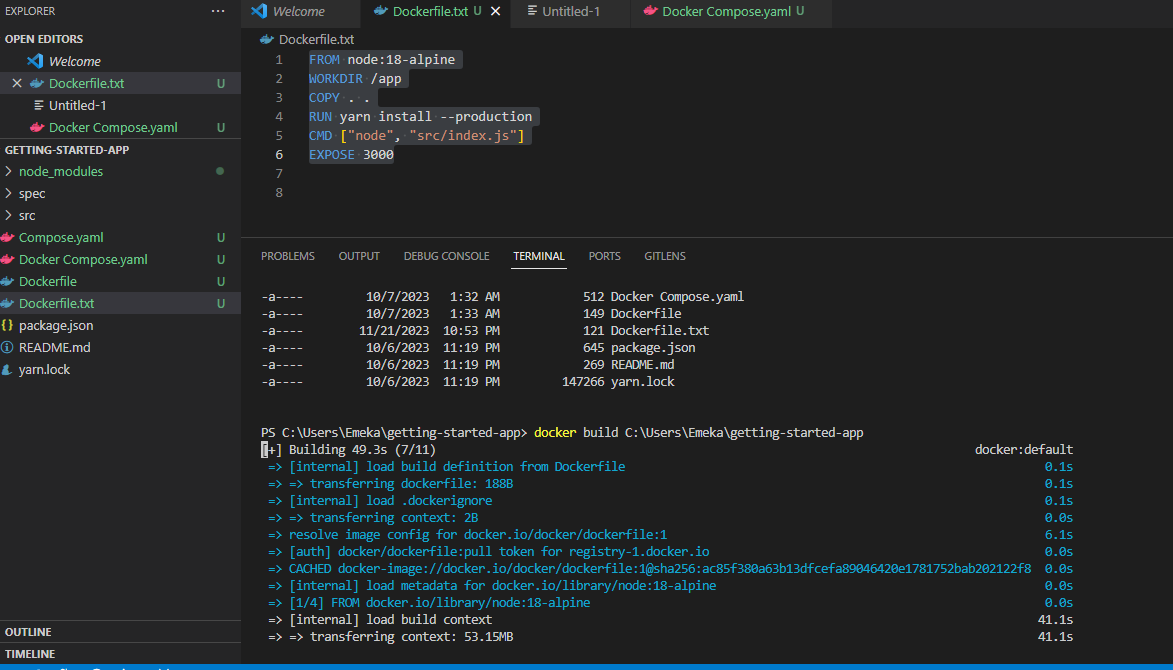 EXPLORER ···
Welcome
Dockerfile.txt U
Untitled-1
Docker Compose.yaml U
OPEN EDITORS
Welcome
Dockerfile.txt U
Untitled-1
Docker Compose.yaml U
GETTING-STARTED-APP
node_modules
spec
src
Compose.yaml U
Docker Compose.yaml U
Dockerfile U
Dockerfile.txt U
package.json
README.md
yarn.lock
OUTLINE
TIMELINE
Dockerfile.txt
1 FROM node:18-alpine
2 WORKDIR /app
3 COPY . .
4 RUN yarn install --production
5 CMD ["node", "src/index.js"]
6 EXPOSE 3000
7
8
PROBLEMS OUTPUT DEBUG CONSOLE TERMINAL PORTS GITLENS
-a---- 10/7/2023 1:32 AM 512 Docker Compose.yaml
-a---- 10/7/2023 1:33 AM 149 Dockerfile
-a---- 11/21/2023 10:53 PM 121 Dockerfile.txt
-a---- 10/6/2023 11:19 PM 645 package.json
-a---- 10/6/2023 11:19 PM 269 README.md
-a---- 10/6/2023 11:19 PM 147266 yarn.lock
PS C:\Users\Emeka\getting-started-app> docker build C:\Users\Emeka\getting-started-app
[+] Building 49.3s (7/11) docker:default
=> [internal] load build definition from Dockerfile 0.1s
=> => transferring dockerfile: 188B 0.1s
=> [internal] load .dockerignore 0.1s
=> => transferring context: 2B 0.0s
=> resolve image config for docker.io/docker/dockerfile:1 6.1s
=> [auth] docker/dockerfile:pull token for registry-1.docker.io 0.0s
=> CACHED docker-image://docker.io/docker/dockerfile:1@sha256:ac85f380a63b13dfcefa89046420e1781752bab202122f8 0.0s
=> [internal] load metadata for docker.io/library/node:18-alpine 0.0s
=> [1/4] FROM docker.io/library/node:18-alpine 0.0s
=> [internal] load build context 41.1s
=> => transferring context: 53.15MB 41.1s